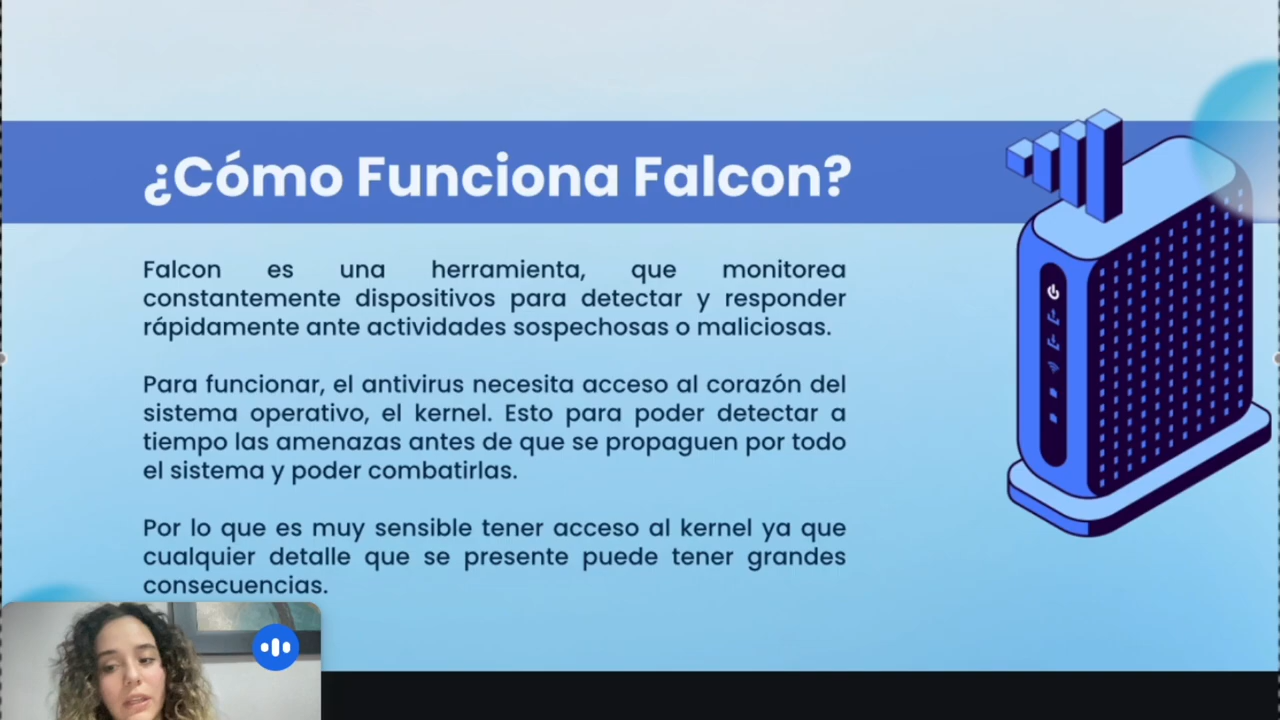 ¿Cómo Funciona Falcon?
Falcon es una herramienta, que monitorea
constantemente dispositivos para detectar y responder
rápidamente ante actividades sospechosas o maliciosas.
Para funcionar, el antivirus necesita acceso al corazón del
sistema operativo, el kernel. Esto para poder detectar a
tiempo las amenazas antes de que se propaguen por todo
el sistema y poder combatirlas.
Por lo que es muy sensible tener acceso al kernel ya que
cualquier detalle que se presente puede tener grandes
consecuencias.